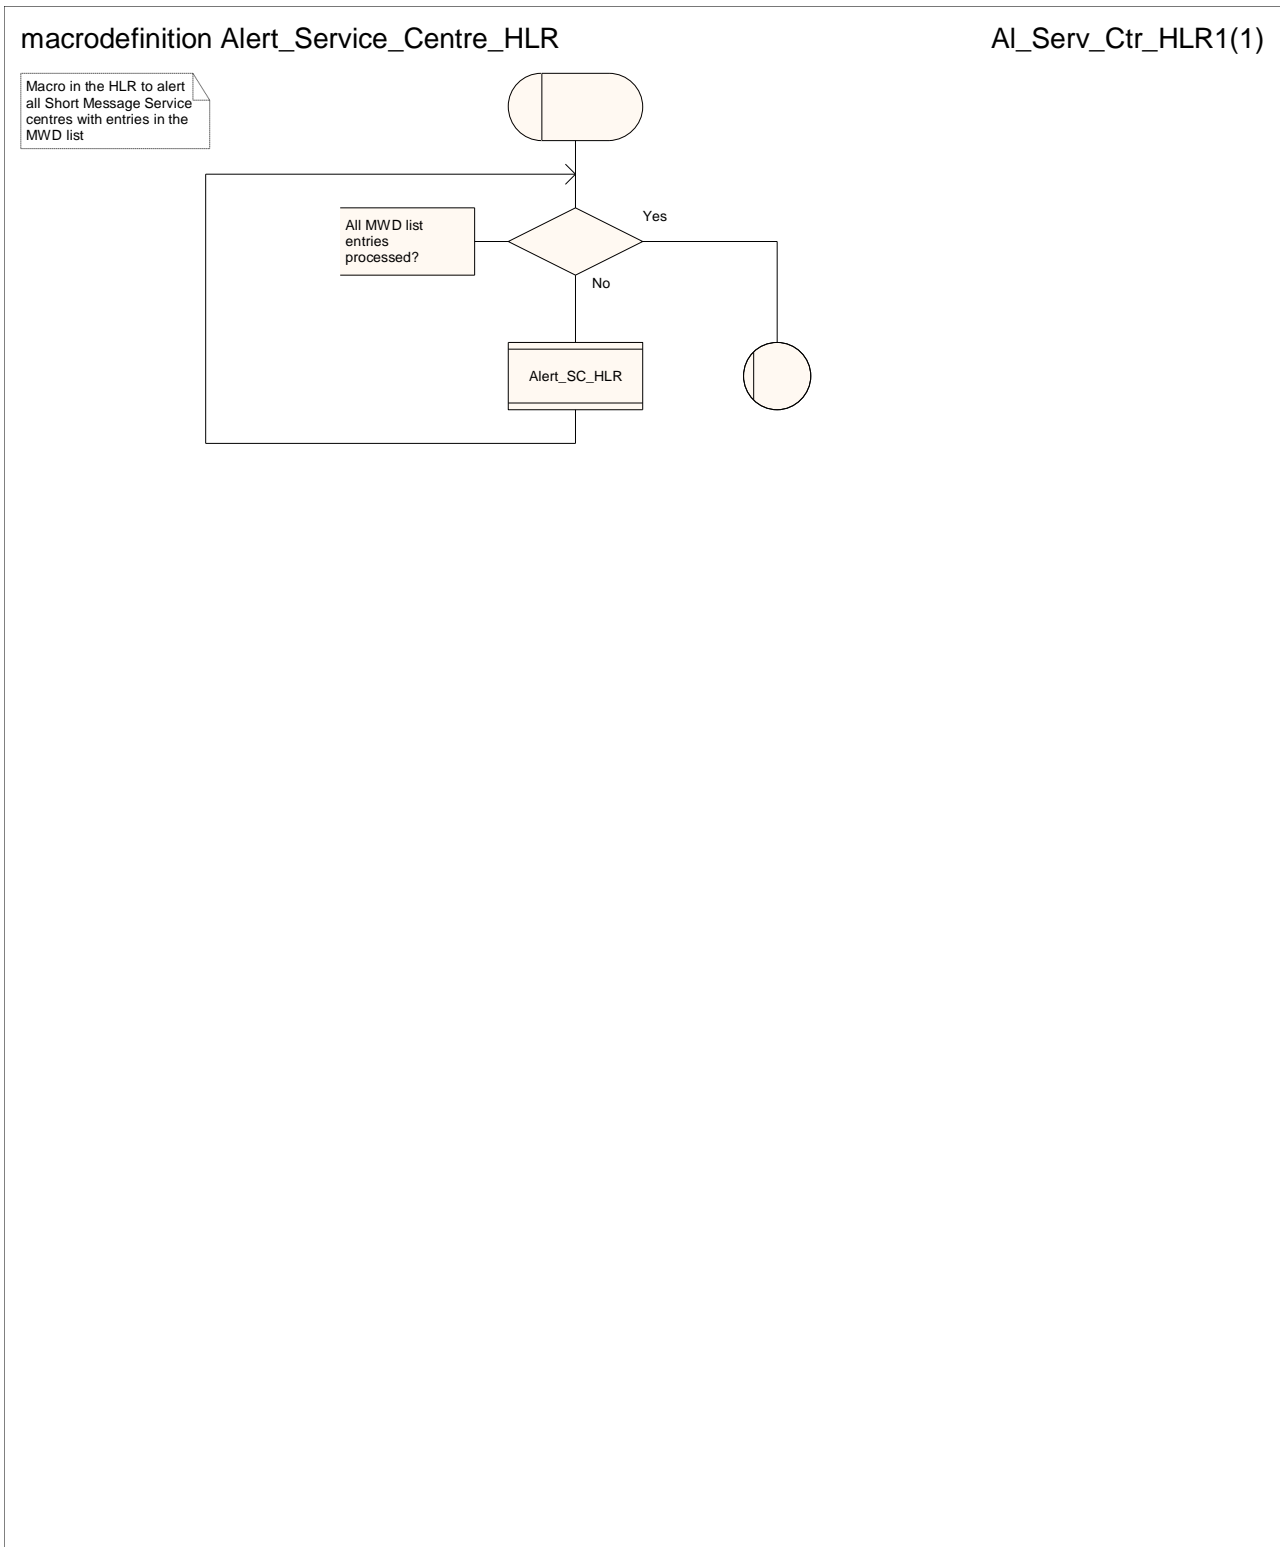 macrodefinition Alert_Service_Centre_HLR
Al_Serv_Ctr_HLR1(1)
Macro in the HLR to alert
all Short Message Service
centres with entries in the
MWD list
All MWD list
entries
processed?
Yes
No
Alert_SC_HLR